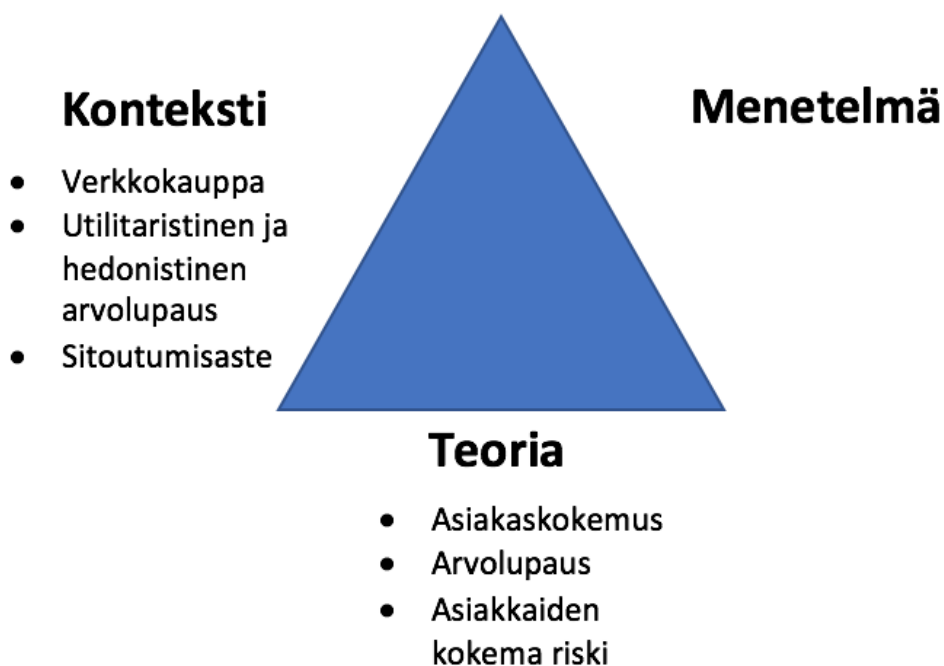 Konteksti
• Verkkokauppa
• Utilitaristinen ja
hedonistinen
arvolupaus
• Sitoutumisaste
Menetelmä
Teoria
• Asiakaskokemus
• Arvolupaus
• Asiakkaiden
kokema riski